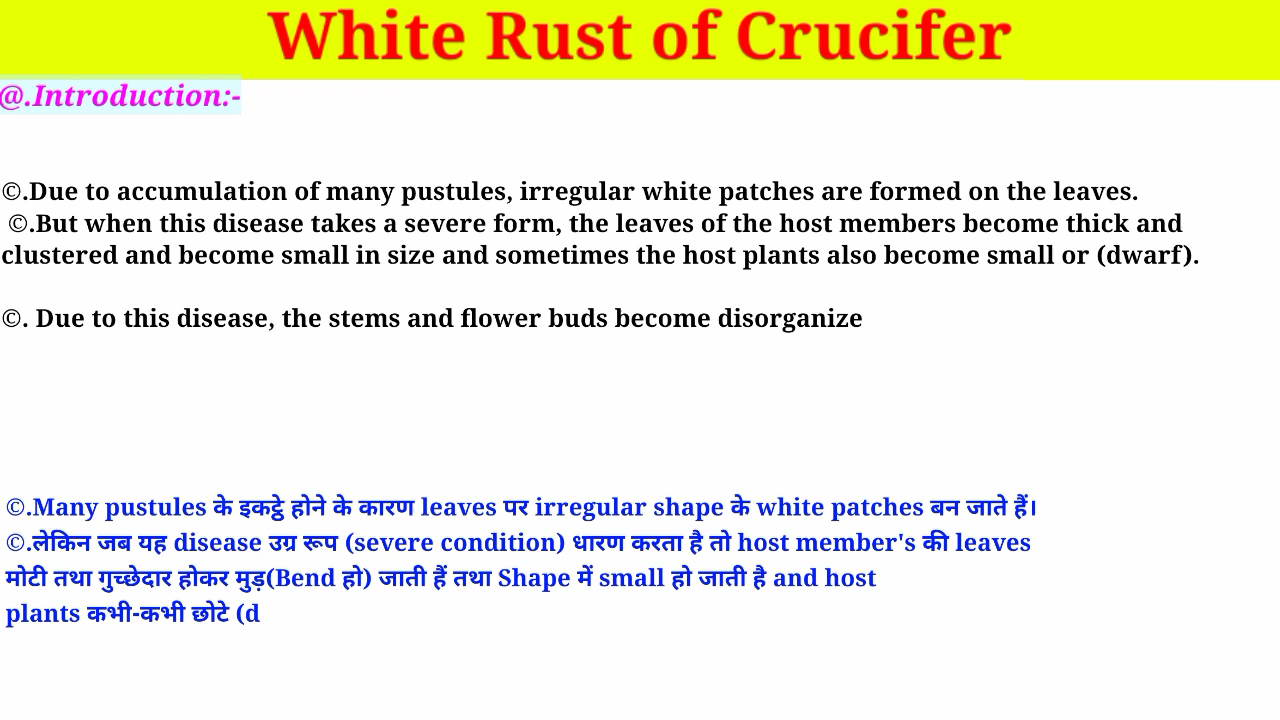 White Rust of Crucifer
@.Introduction:-
©.Due to accumulation of many pustules, irregular white patches are formed on the leaves.
©.But when this disease takes a severe form, the leaves of the host members become thick and
clustered and become small in size and sometimes the host plants also become small or (dwarf).
©. Due to this disease, the stems and flower buds become disorganize
©.Many pustules के इकट्ठे होने के कारण leaves पर irregular shape के white patches बन जाते हैं।
©.लेकिन जब यह disease उग्र रूप (severe condition) धारण करता है तो host member's की leaves
मोटी तथा गुच्छेदार होकर मुड़(Bend हो) जाती हैं तथा Shape में small हो जाती है and host
plants कभी-कभी छोटे (d